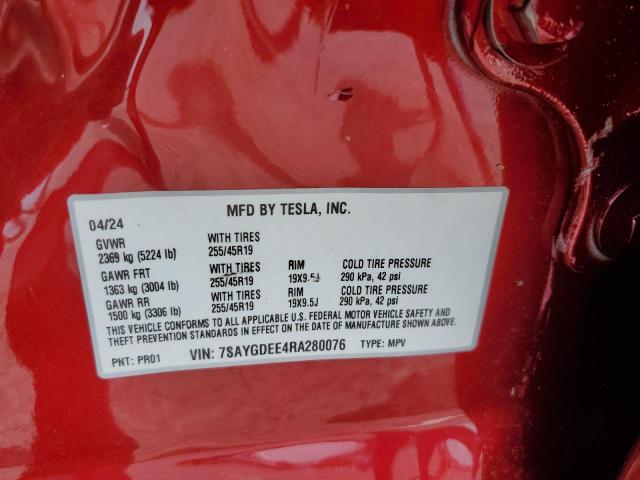 MFD BY TESLA, INC.
04/24
GVWR WITH TIRES
2369 kg (5224 lb) 255/45R19
GAWR FRT WITH TIRES RIM COLD TIRE PRESSURE
1363 kg (3004 lb) 255/45R19 19X9.5J 290 kPa, 42 psi
GAWR RR WITH TIRES RIM COLD TIRE PRESSURE
1500 kg (3306 lb) 255/45R19 19X9.5J 290 kPa, 42 psi
THIS VEHICLE CONFORMS TO ALL APPLICABLE U.S. FEDERAL MOTOR VEHICLE SAFETY AND
THEFT PREVENTION STANDARDS IN EFFECT ON THE DATE OF MANUFACTURE SHOWN ABOVE.
PNT: PR01 VIN: 7SAYGDEE4RA280076 TYPE: MPV